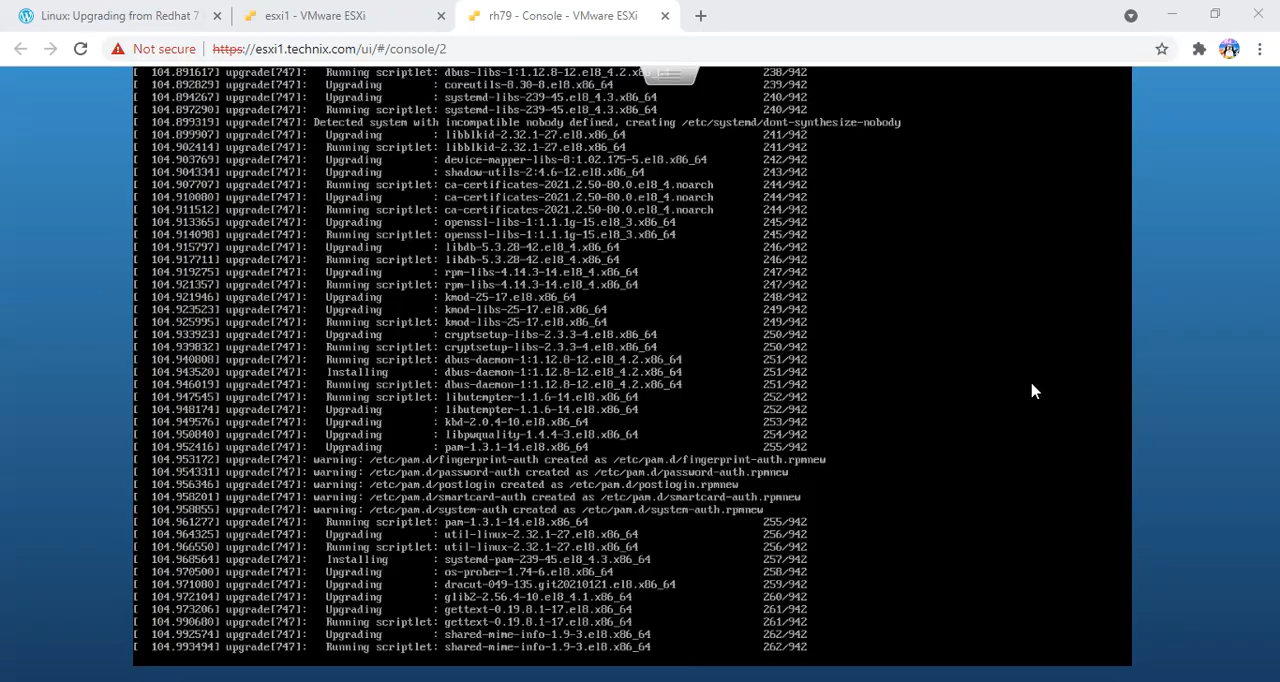 Linux: Upgrading from Redhat 7
esxi1 - VMware ESXi
rh79 - Console - VMware ESXi
Not secure
https://esxi1.technix.com/ui/#/console/2
[  104.891617] upgrade[747]:   Running scriptlet: dbus-libs-1:1.12.8-12.el8_4.2.x86_64 238/942
[  104.892829] upgrade[747]:   Upgrading        : coreutils-8.30-8.el8.x86_64 239/942
[  104.894267] upgrade[747]:   Upgrading        : systemd-libs-239-45.el8_4.3.x86_64 240/942
[  104.897290] upgrade[747]:   Running scriptlet: systemd-libs-239-45.el8_4.3.x86_64 240/942
[  104.899319] upgrade[747]: Detected system with incompatible nobody defined, creating /etc/systemd/dont-synthesize-nobody
[  104.899907] upgrade[747]:   Upgrading        : libblkid-2.32.1-27.el8.x86_64 241/942
[  104.902414] upgrade[747]:   Running scriptlet: libblkid-2.32.1-27.el8.x86_64 241/942
[  104.903769] upgrade[747]:   Upgrading        : device-mapper-libs-8:1.02.175-5.el8.x86_64 242/942
[  104.904334] upgrade[747]:   Upgrading        : shadow-utils-2:4.6-12.el8.x86_64 243/942
[  104.907707] upgrade[747]:   Running scriptlet: ca-certificates-2021.2.50-80.0.el8_4.noarch 244/942
[  104.910080] upgrade[747]:   Upgrading        : ca-certificates-2021.2.50-80.0.el8_4.noarch 244/942
[  104.911512] upgrade[747]:   Running scriptlet: ca-certificates-2021.2.50-80.0.el8_4.noarch 244/942
[  104.913365] upgrade[747]:   Upgrading        : openssl-libs-1:1.1.1g-15.el8_3.x86_64 245/942
[  104.914098] upgrade[747]:   Running scriptlet: openssl-libs-1:1.1.1g-15.el8_3.x86_64 245/942
[  104.915797] upgrade[747]:   Upgrading        : libdb-5.3.28-42.el8_4.x86_64 246/942
[  104.917711] upgrade[747]:   Running scriptlet: libdb-5.3.28-42.el8_4.x86_64 246/942
[  104.919275] upgrade[747]:   Upgrading        : rpm-libs-4.14.3-14.el8_4.x86_64 247/942
[  104.921357] upgrade[747]:   Running scriptlet: rpm-libs-4.14.3-14.el8_4.x86_64 247/942
[  104.921946] upgrade[747]:   Upgrading        : kmod-25-17.el8.x86_64 248/942
[  104.923523] upgrade[747]:   Upgrading        : kmod-libs-25-17.el8.x86_64 249/942
[  104.925995] upgrade[747]:   Running scriptlet: kmod-libs-25-17.el8.x86_64 249/942
[  104.933923] upgrade[747]:   Upgrading        : cryptsetup-libs-2.3.3-4.el8.x86_64 250/942
[  104.939832] upgrade[747]:   Running scriptlet: cryptsetup-libs-2.3.3-4.el8.x86_64 250/942
[  104.940808] upgrade[747]:   Running scriptlet: dbus-daemon-1:1.12.8-12.el8_4.2.x86_64 251/942
[  104.943520] upgrade[747]:   Installing       : dbus-daemon-1:1.12.8-12.el8_4.2.x86_64 251/942
[  104.946019] upgrade[747]:   Running scriptlet: dbus-daemon-1:1.12.8-12.el8_4.2.x86_64 251/942
[  104.947545] upgrade[747]:   Running scriptlet: libutempter-1.1.6-14.el8.x86_64 252/942
[  104.948174] upgrade[747]:   Upgrading        : libutempter-1.1.6-14.el8.x86_64 252/942
[  104.949576] upgrade[747]:   Upgrading        : kbd-2.0.4-10.el8.x86_64 253/942
[  104.950840] upgrade[747]:   Upgrading        : libpwquality-1.4.4-3.el8.x86_64 254/942
[  104.952416] upgrade[747]:   Upgrading        : pam-1.3.1-14.el8.x86_64 255/942
[  104.953172] upgrade[747]: warning: /etc/pam.d/fingerprint-auth created as /etc/pam.d/fingerprint-auth.rpmnew
[  104.954331] upgrade[747]: warning: /etc/pam.d/password-auth created as /etc/pam.d/password-auth.rpmnew
[  104.956346] upgrade[747]: warning: /etc/pam.d/postlogin created as /etc/pam.d/postlogin.rpmnew
[  104.958201] upgrade[747]: warning: /etc/pam.d/smartcard-auth created as /etc/pam.d/smartcard-auth.rpmnew
[  104.958855] upgrade[747]: warning: /etc/pam.d/system-auth created as /etc/pam.d/system-auth.rpmnew
[  104.961277] upgrade[747]:   Running scriptlet: pam-1.3.1-14.el8.x86_64 255/942
[  104.964325] upgrade[747]:   Upgrading        : util-linux-2.32.1-27.el8.x86_64 256/942
[  104.966550] upgrade[747]:   Running scriptlet: util-linux-2.32.1-27.el8.x86_64 256/942
[  104.968564] upgrade[747]:   Installing       : systemd-pam-239-45.el8_4.3.x86_64 257/942
[  104.970500] upgrade[747]:   Upgrading        : os-prober-1.74-6.el8.x86_64 258/942
[  104.971080] upgrade[747]:   Upgrading        : dracut-049-135.git20210121.el8.x86_64 259/942
[  104.972104] upgrade[747]:   Upgrading        : glib2-2.56.4-10.el8_4.1.x86_64 260/942
[  104.973206] upgrade[747]:   Upgrading        : gettext-0.19.8.1-17.el8.x86_64 261/942
[  104.990680] upgrade[747]:   Running scriptlet: gettext-0.19.8.1-17.el8.x86_64 261/942
[  104.992574] upgrade[747]:   Upgrading        : shared-mime-info-1.9-3.el8.x86_64 262/942
[  104.993494] upgrade[747]:   Running scriptlet: shared-mime-info-1.9-3.el8.x86_64 262/942